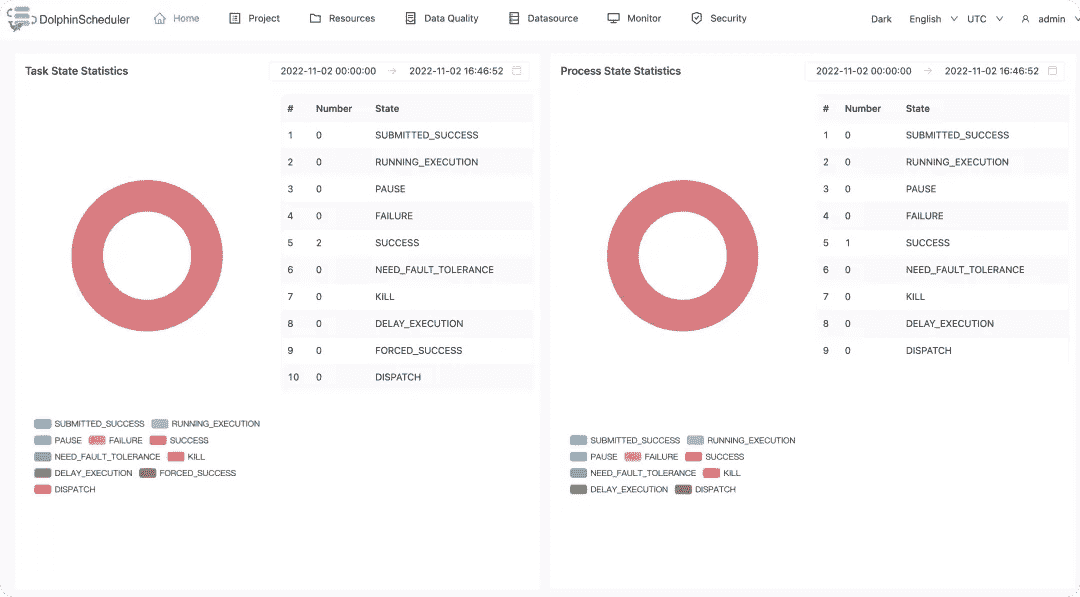 DolphinScheduler Home Project Resources Data Quality Datasource Monitor Security Dark English UTC admin
Task State Statistics 2022-11-02 00:00:00 → 2022-11-02 16:46:52
# Number State
1 0 SUBMITTED_SUCCESS
2 0 RUNNING_EXECUTION
3 0 PAUSE
4 0 FAILURE
5 2 SUCCESS
6 0 NEED_FAULT_TOLERANCE
7 0 KILL
8 0 DELAY_EXECUTION
9 0 FORCED_SUCCESS
10 0 DISPATCH
SUBMITTED_SUCCESS RUNNING_EXECUTION
PAUSE FAILURE SUCCESS
NEED_FAULT_TOLERANCE KILL
DELAY_EXECUTION FORCED_SUCCESS
DISPATCH
Process State Statistics 2022-11-02 00:00:00 → 2022-11-02 16:46:52
# Number State
1 0 SUBMITTED_SUCCESS
2 0 RUNNING_EXECUTION
3 0 PAUSE
4 0 FAILURE
5 1 SUCCESS
6 0 NEED_FAULT_TOLERANCE
7 0 KILL
8 0 DELAY_EXECUTION
9 0 DISPATCH
SUBMITTED_SUCCESS RUNNING_EXECUTION
PAUSE FAILURE SUCCESS
NEED_FAULT_TOLERANCE KILL
DELAY_EXECUTION DISPATCH